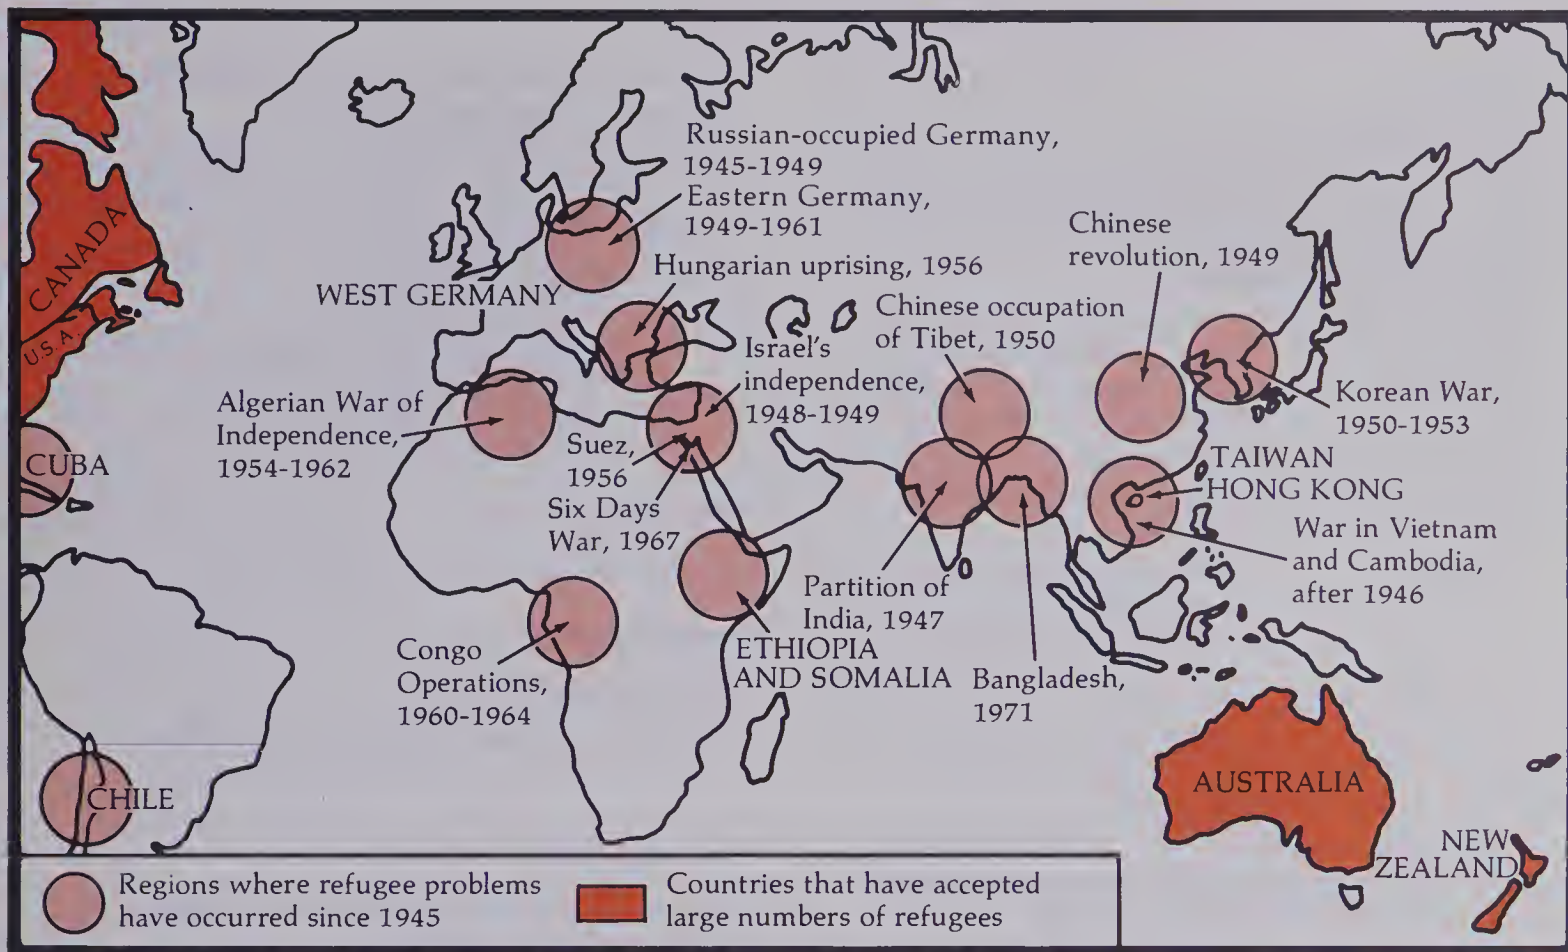 Russian-occupied Germany,
1945-1949
Eastern Germany,
1949-1961
Hungarian uprising, 1956
WEST GERMANY
Chinese
revolution, 1949
Chinese occupation
of Tibet, 1950
Israel's
independence,
1948-1949
Korean War,
1950-1953
CANADA
U.S.A.
Algerian War of
Independence,
1954-1962
Suez,
1956
Six Days
War, 1967
CUBA
TAIWAN
HONG KONG
War in Vietnam
and Cambodia,
after 1946
Partition of
India, 1947
Congo
Operations,
1960-1964
ETHIOPIA
AND SOMALIA
Bangladesh,
1971
CHILE
AUSTRALIA
NEW
ZEALAND
Regions where refugee problems
have occurred since 1945
Countries that have accepted
large numbers of refugees